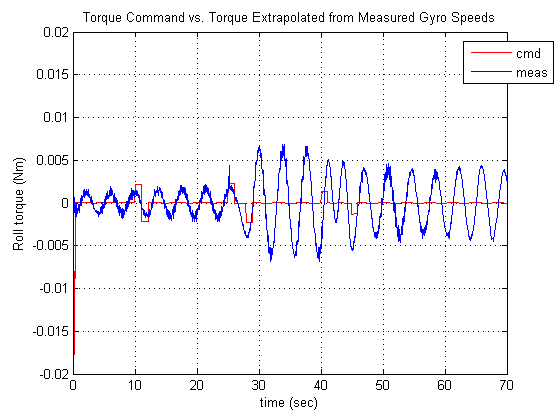 Torque Command vs. Torque Extrapolated from Measured Gyro Speeds
cmd
meas
Roll torque (Nm)
0.02
0.015
0.01
0.005
0
-0.005
-0.01
-0.015
-0.02
0 10 20 30 40 50 60 70
time (sec)